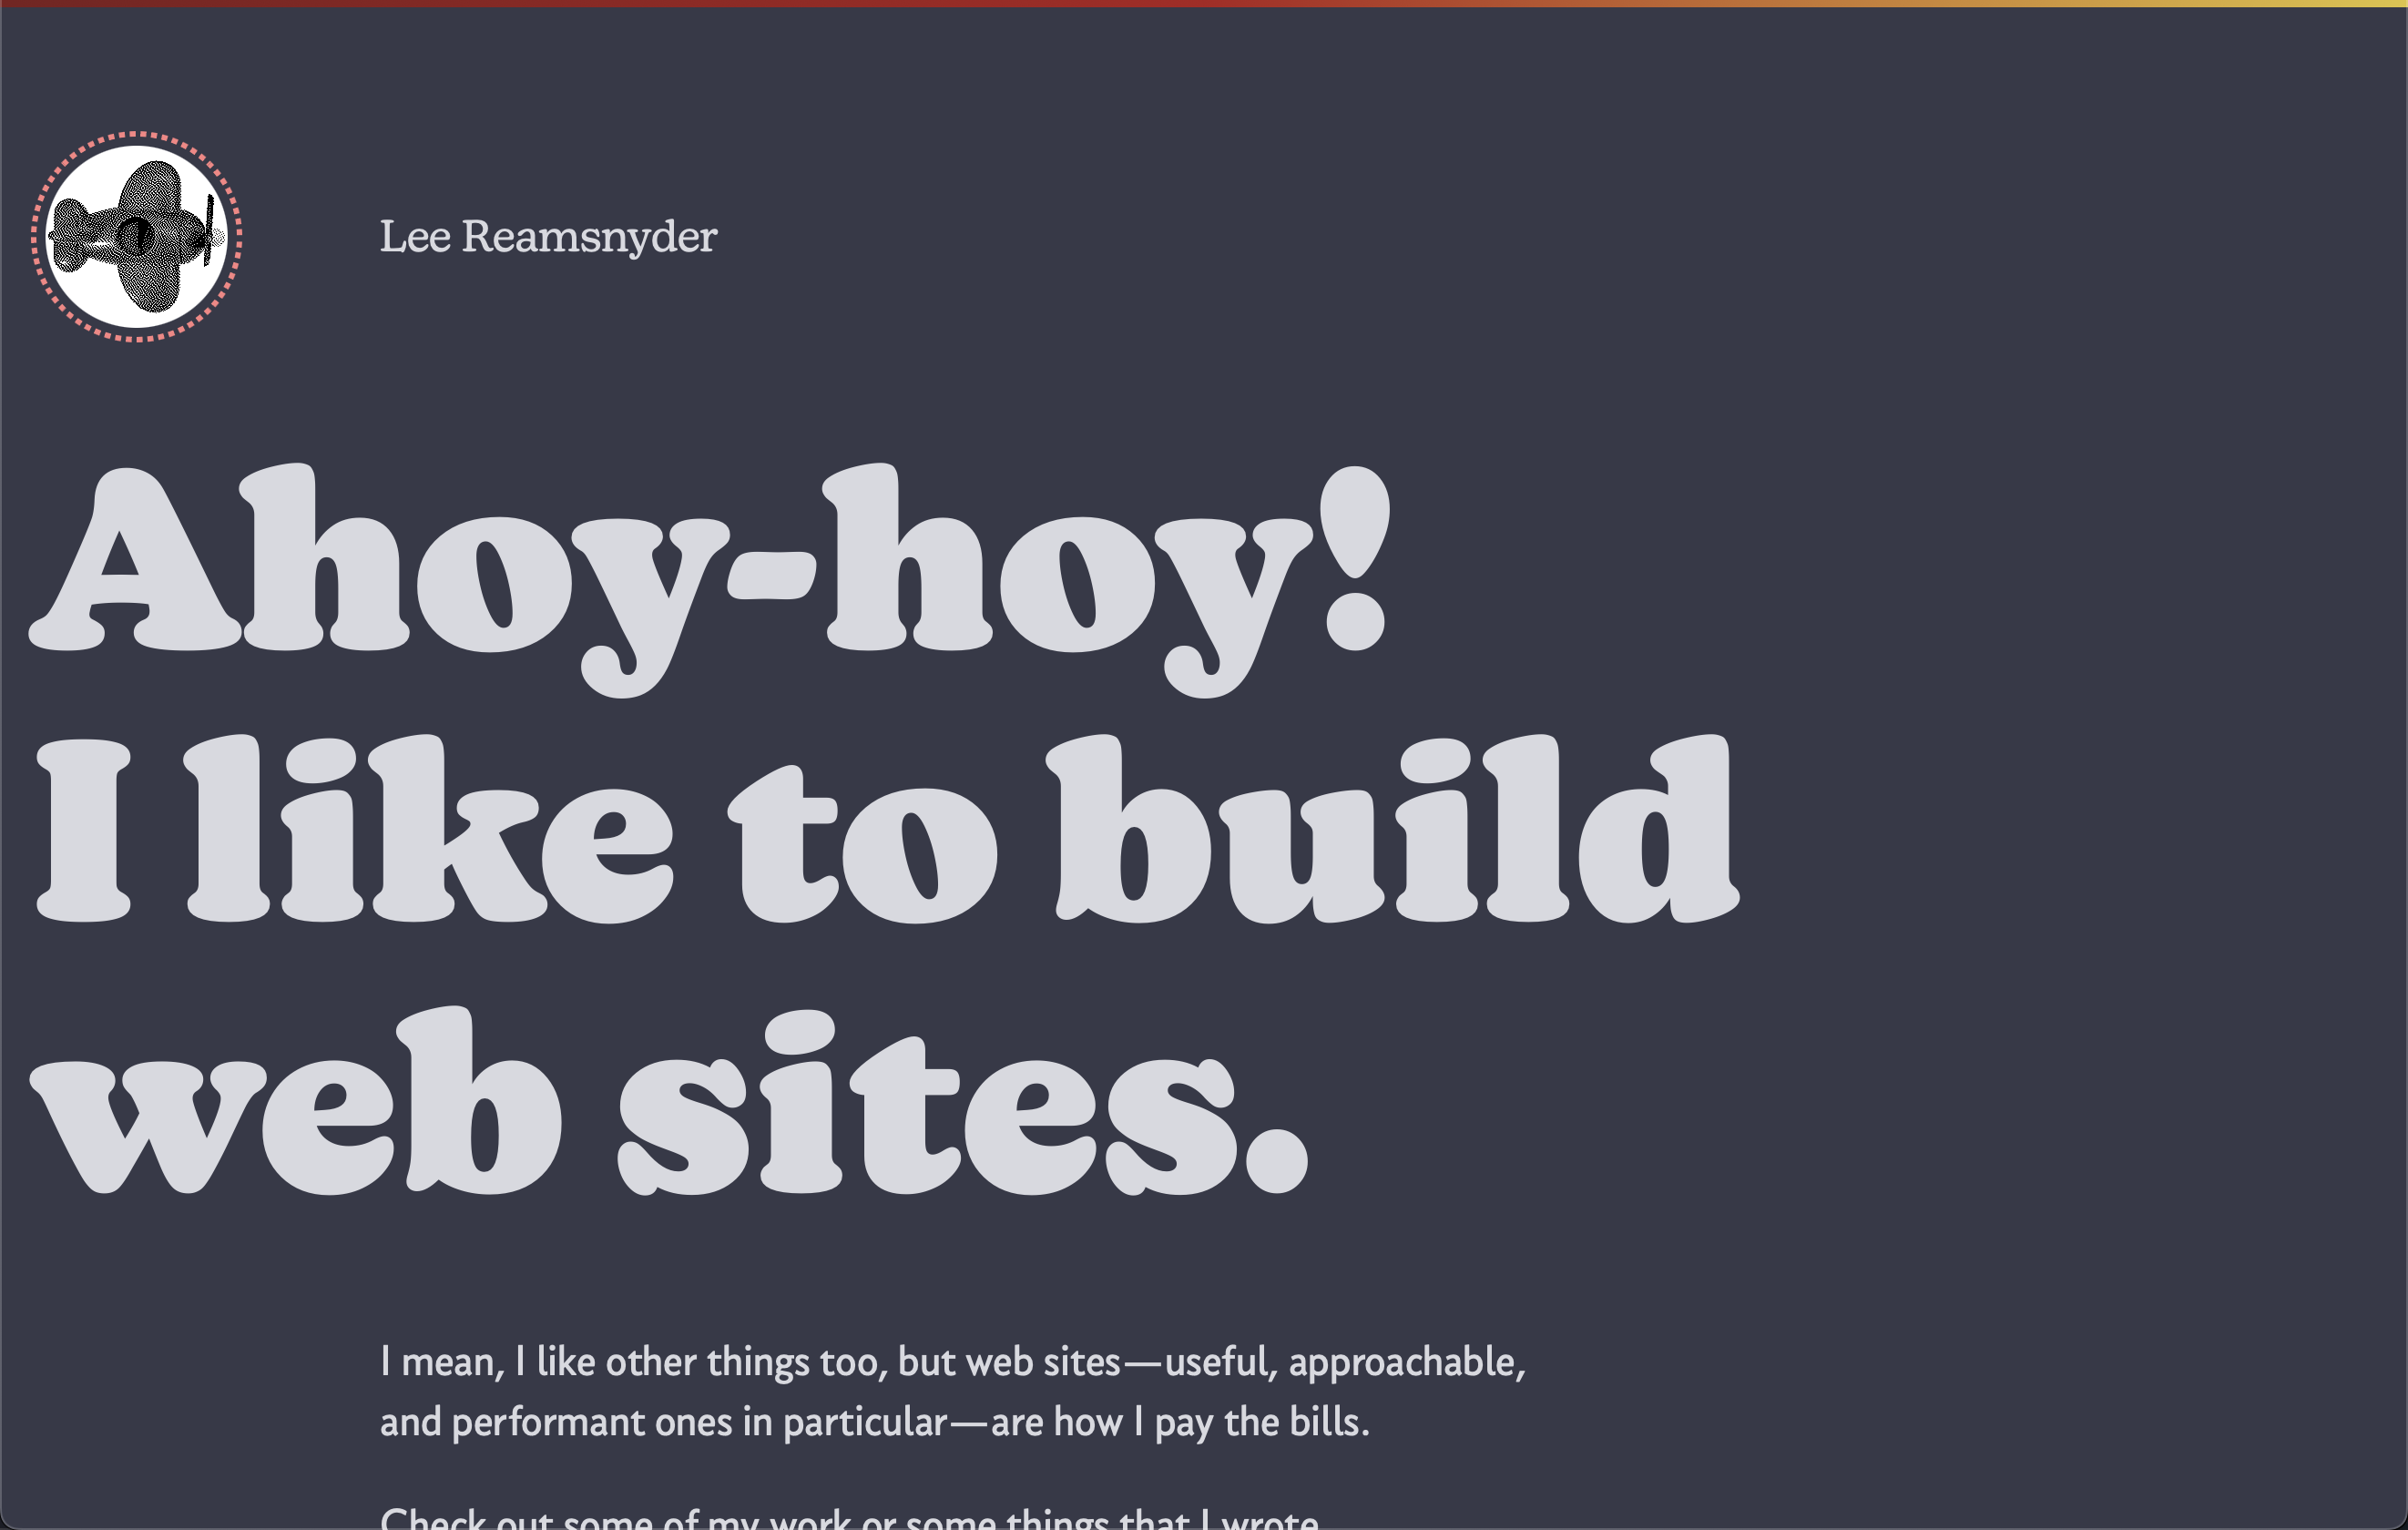 Lee Reamsnyder
Ahoy-hoy!
I like to build
web sites.
I mean, I like other things too, but web sites—useful, approachable,
and performant ones in particular—are how I pay the bills.
Check out some of my work or some things that I wrote